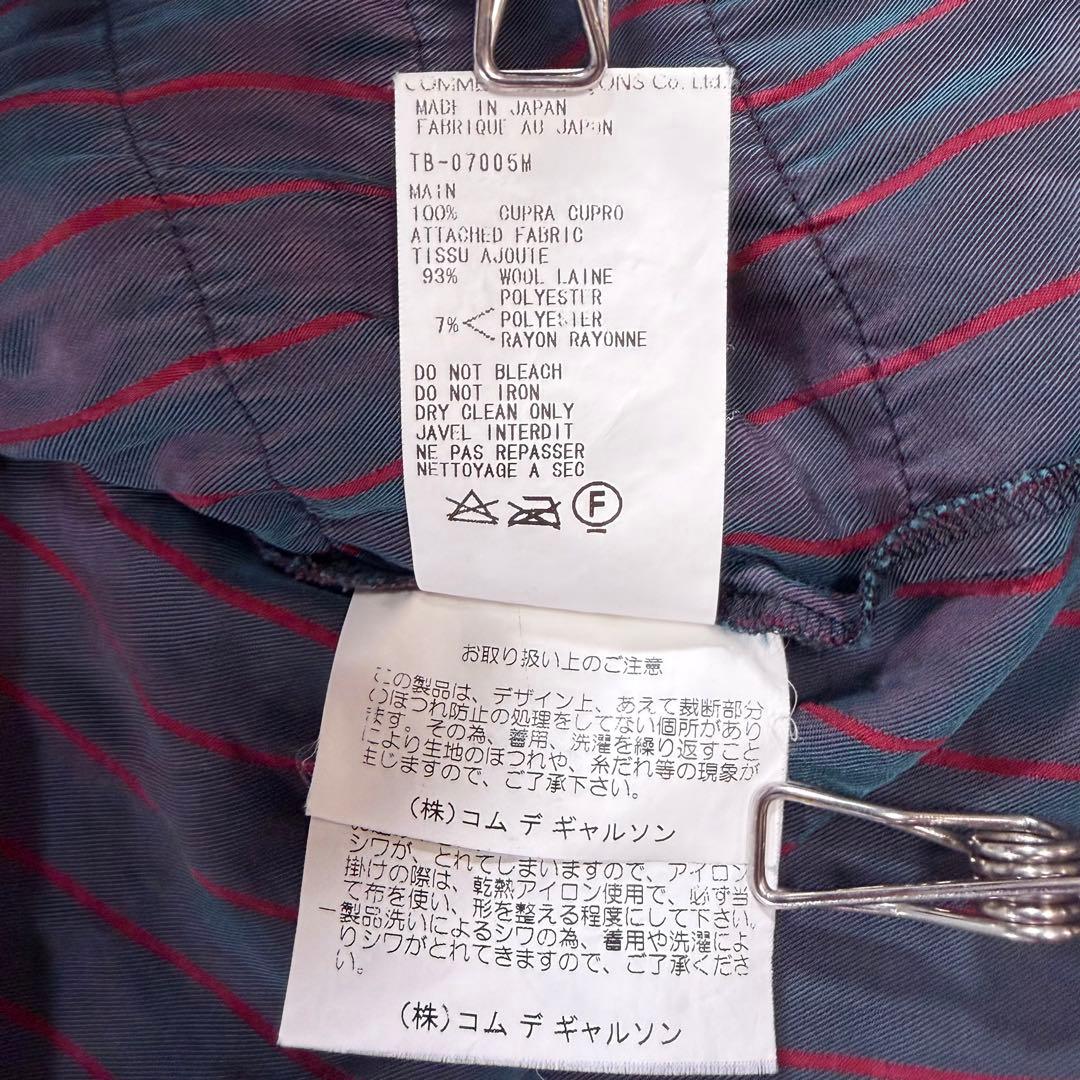 Co. Ltd.
MADE IN JAPAN
FABRIQUE AU JAPON
TB-07005M
MAIN
100% CUPRA CUPRO
ATTACHED FABRIC
TISSU AJOUTE
93% WOOL LAINE
POLYESTER
7% POLYESTER
RAYON RAYONNE
DO NOT BLEACH
DO NOT IRON
DRY CLEAN ONLY
JAVEL INTERDIT
NE PAS REPASSER
NETTOYAGE A SEC
F
お取り扱い上のご注意
この製品は、デザイン上、あえて裁断部分
のほつれ防止の処理をしてない個所があり
ます。その為、着用、洗濯を繰り返すこと
により生地のほつれや、糸だれ等の現象が
生じますので、ご了承下さい。
(株)コム デ ギャルソン
シワが、とれてしまいますので、アイロン
掛けの際は、乾熱アイロン使用で、必ず当
て布を使い、形を整える程度にして下さい。
一製品洗いによるシワの為、着用や洗濯によ
りシワがとれてきますので、ご了承くださ
い。
(株)コム デ ギャルソン